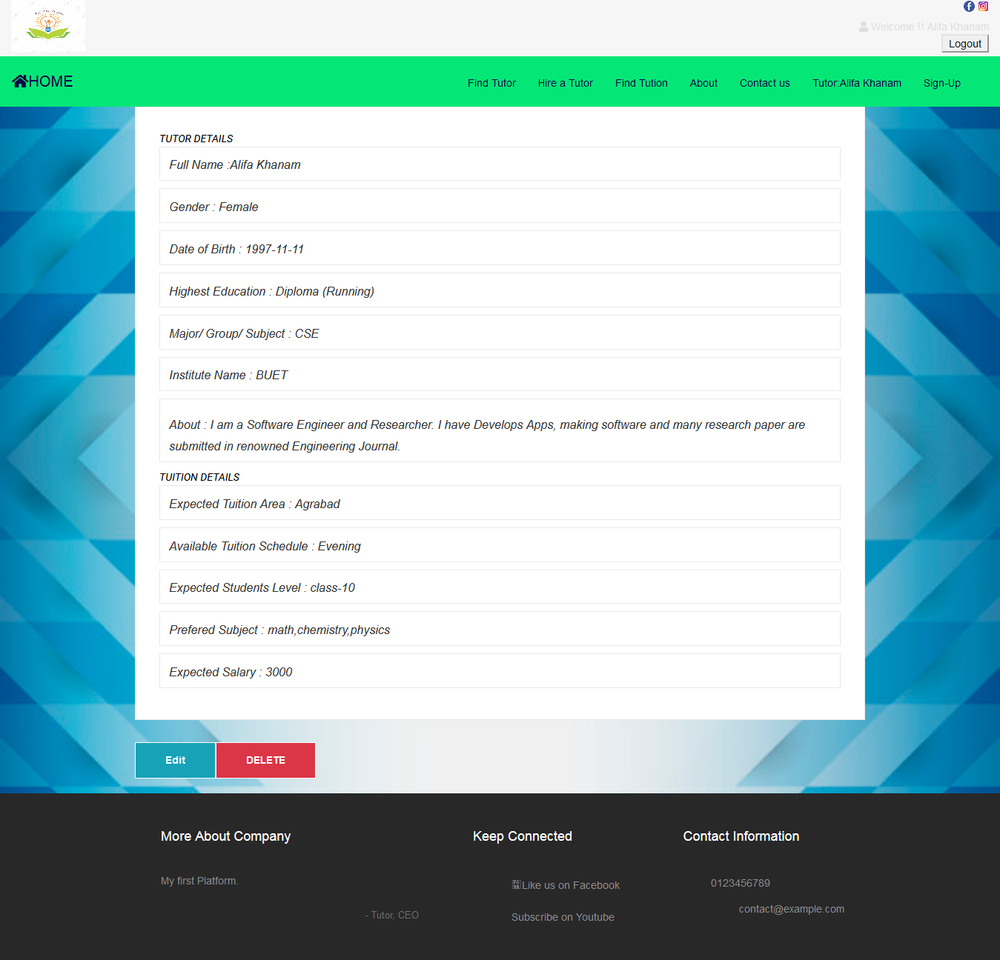 Welcome !! Alifa Khanam
Logout
HOME
Find Tutor
Hire a Tutor
Find Tution
About
Contact us
Tutor:Alifa Khanam
Sign-Up
TUTOR DETAILS
Full Name :Alifa Khanam
Gender : Female
Date of Birth : 1997-11-11
Highest Education : Diploma (Running)
Major/ Group/ Subject : CSE
Institute Name : BUET
About : I am a Software Engineer and Researcher. I have Develops Apps, making software and many research paper are
submitted in renowned Engineering Journal.
TUITION DETAILS
Expected Tuition Area : Agrabad
Available Tuition Schedule : Evening
Expected Students Level : class-10
Prefered Subject : math,chemistry,physics
Expected Salary : 3000
Edit
DELETE
More About Company
My first Platform.
- Tutor, CEO
Keep Connected
Like us on Facebook
Subscribe on Youtube
Contact Information
0123456789
contact@example.com